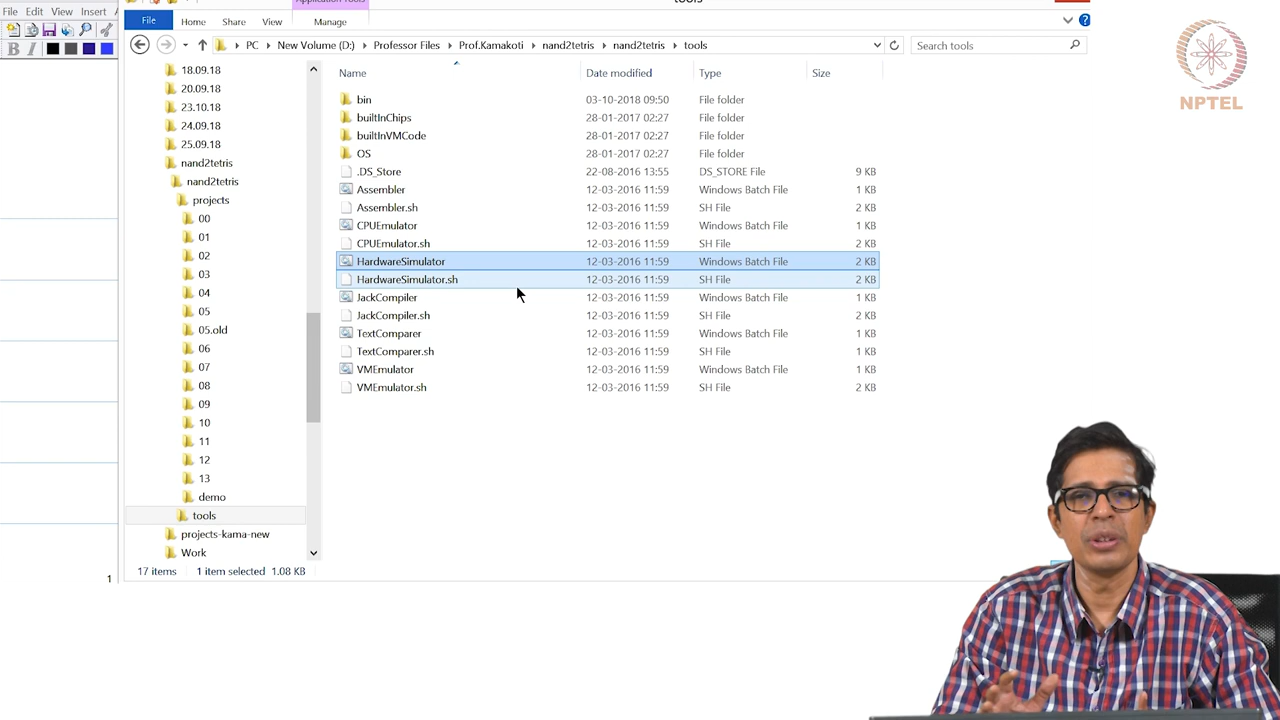 tools
Application Tools
File Edit View Insert
File Home Share View Manage
PC New Volume (D:) Professor Files Prof.Kamakoti nand2tetris nand2tetris tools
Search tools
B I
Name Date modified Type Size
18.09.18
20.09.18
23.10.18
24.09.18
25.09.18
nand2tetris
nand2tetris
projects
00
01
02
03
04
05
05.old
06
07
08
09
10
11
12
13
demo
tools
projects-kama-new
Work
bin 03-10-2018 09:50 File folder
builtInChips 28-01-2017 02:27 File folder
builtInVMCode 28-01-2017 02:27 File folder
OS 28-01-2017 02:27 File folder
.DS_Store 22-08-2016 13:55 DS_STORE File 9 KB
Assembler 12-03-2016 11:59 Windows Batch File 1 KB
Assembler.sh 12-03-2016 11:59 SH File 2 KB
CPUEmulator 12-03-2016 11:59 Windows Batch File 1 KB
CPUEmulator.sh 12-03-2016 11:59 SH File 2 KB
HardwareSimulator 12-03-2016 11:59 Windows Batch File 2 KB
HardwareSimulator.sh 12-03-2016 11:59 SH File 2 KB
JackCompiler 12-03-2016 11:59 Windows Batch File 1 KB
JackCompiler.sh 12-03-2016 11:59 SH File 2 KB
TextComparer 12-03-2016 11:59 Windows Batch File 1 KB
TextComparer.sh 12-03-2016 11:59 SH File 1 KB
VMEmulator 12-03-2016 11:59 Windows Batch File 1 KB
VMEmulator.sh 12-03-2016 11:59 SH File 2 KB
17 items 1 item selected 1.08 KB
1
NPTEL